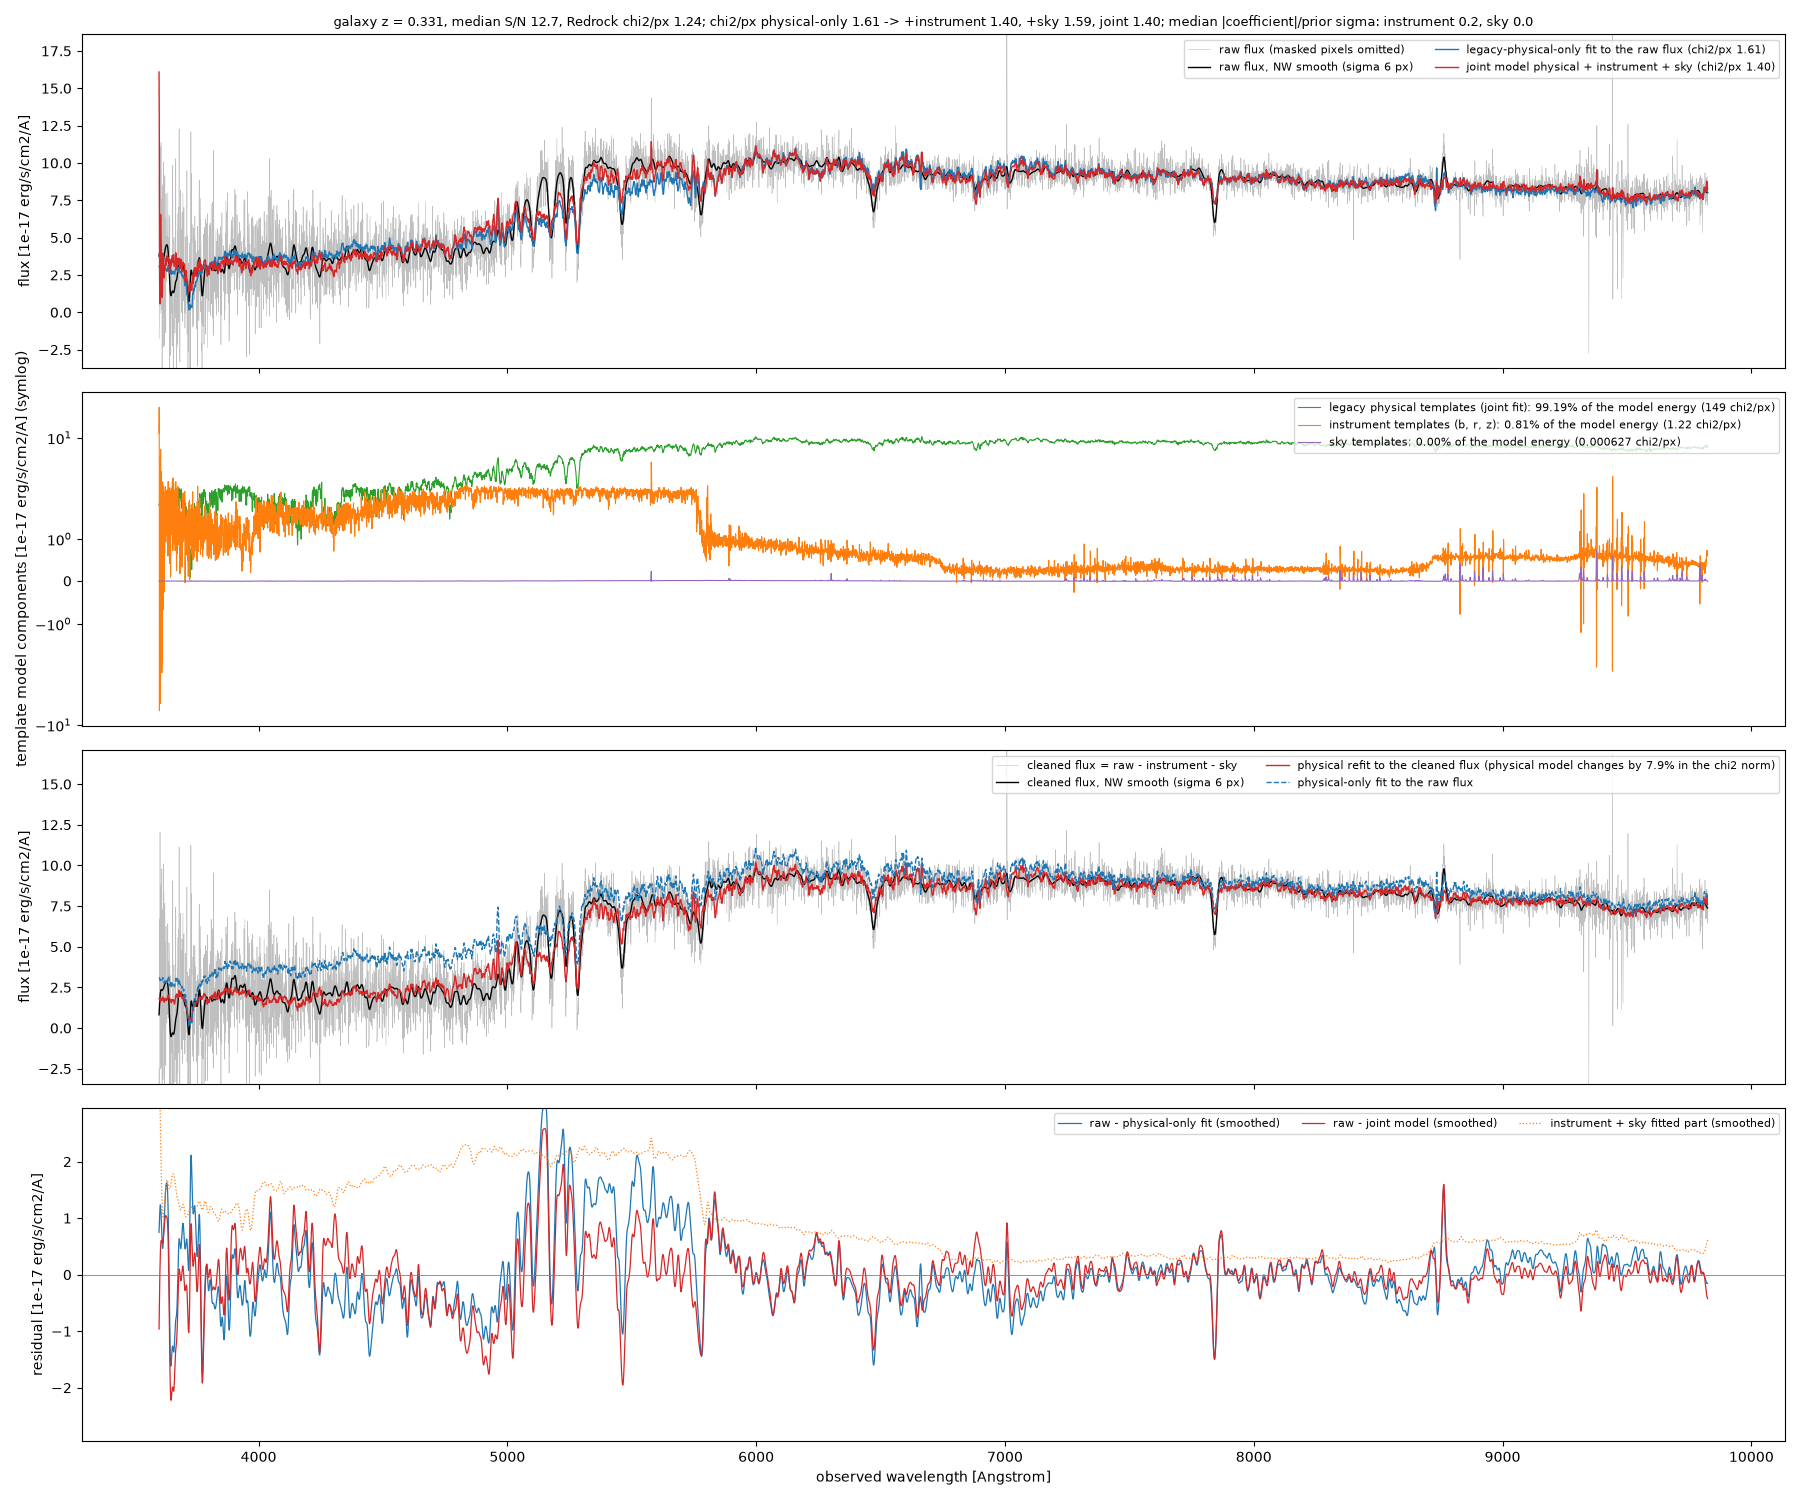 galaxy z = 0.331, median S/N 12.7, Redrock chi2/px 1.24; chi2/px physical-only 1.61 -> +instrument 1.40, +sky 1.59, joint 1.40; median |coefficient|/prior sigma: instrument 0.2, sky 0.0
raw flux (masked pixels omitted)
raw flux, NW smooth (sigma 6 px)
legacy-physical-only fit to the raw flux (chi2/px 1.61)
joint model physical + instrument + sky (chi2/px 1.40)
flux [1e-17 erg/s/cm2/A]
17.5
15.0
12.5
10.0
7.5
5.0
2.5
0.0
−2.5
legacy physical templates (joint fit): 99.19% of the model energy (149 chi2/px)
instrument templates (b, r, z): 0.81% of the model energy (1.22 chi2/px)
sky templates: 0.00% of the model energy (0.000627 chi2/px)
template model components [1e-17 erg/s/cm2/A] (symlog)
10¹
10⁰
0
−10⁰
−10¹
cleaned flux = raw - instrument - sky
cleaned flux, NW smooth (sigma 6 px)
physical refit to the cleaned flux (physical model changes by 7.9% in the chi2 norm)
physical-only fit to the raw flux
flux [1e-17 erg/s/cm2/A]
15.0
12.5
10.0
7.5
5.0
2.5
0.0
−2.5
raw - physical-only fit (smoothed)
raw - joint model (smoothed)
instrument + sky fitted part (smoothed)
residual [1e-17 erg/s/cm2/A]
2
1
0
−1
−2
4000 5000 6000 7000 8000 9000 10000
observed wavelength [Angstrom]